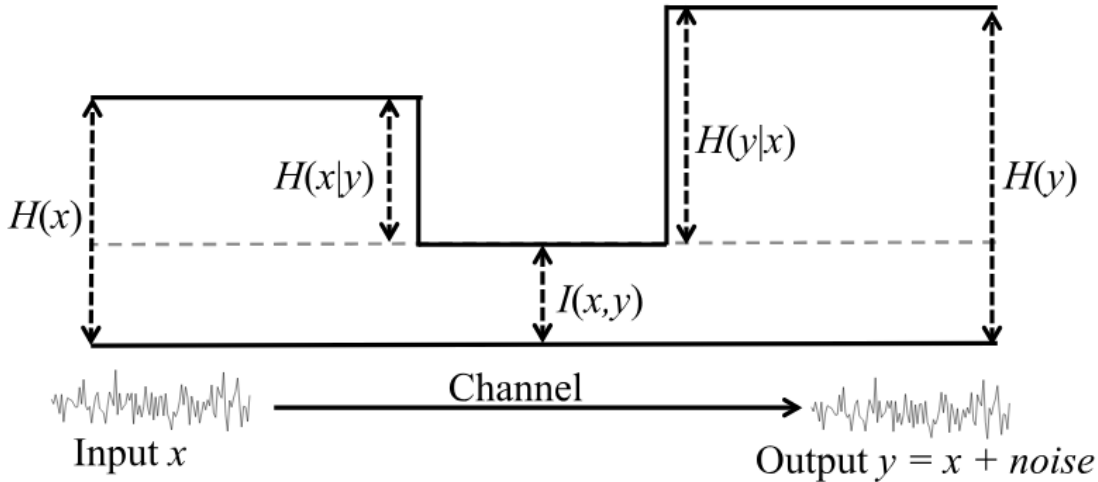 H(y|x)
H(x|y)
H(y)
H(x)
I(x,y)
Channel
Input x
Output y = x + noise